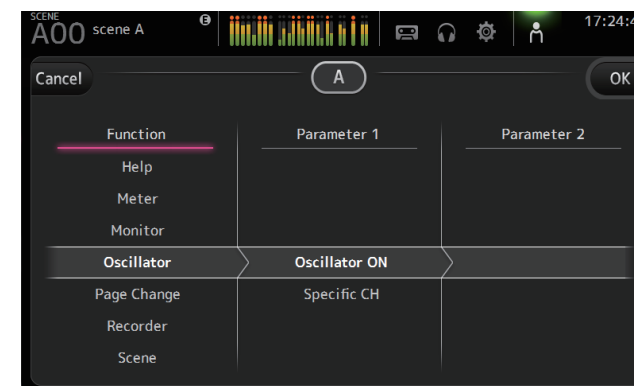 SCENE
A00 scene A E 17:24:4
Cancel A OK
Function Parameter 1 Parameter 2
Help
Meter
Monitor
Oscillator Oscillator ON
Page Change Specific CH
Recorder
Scene